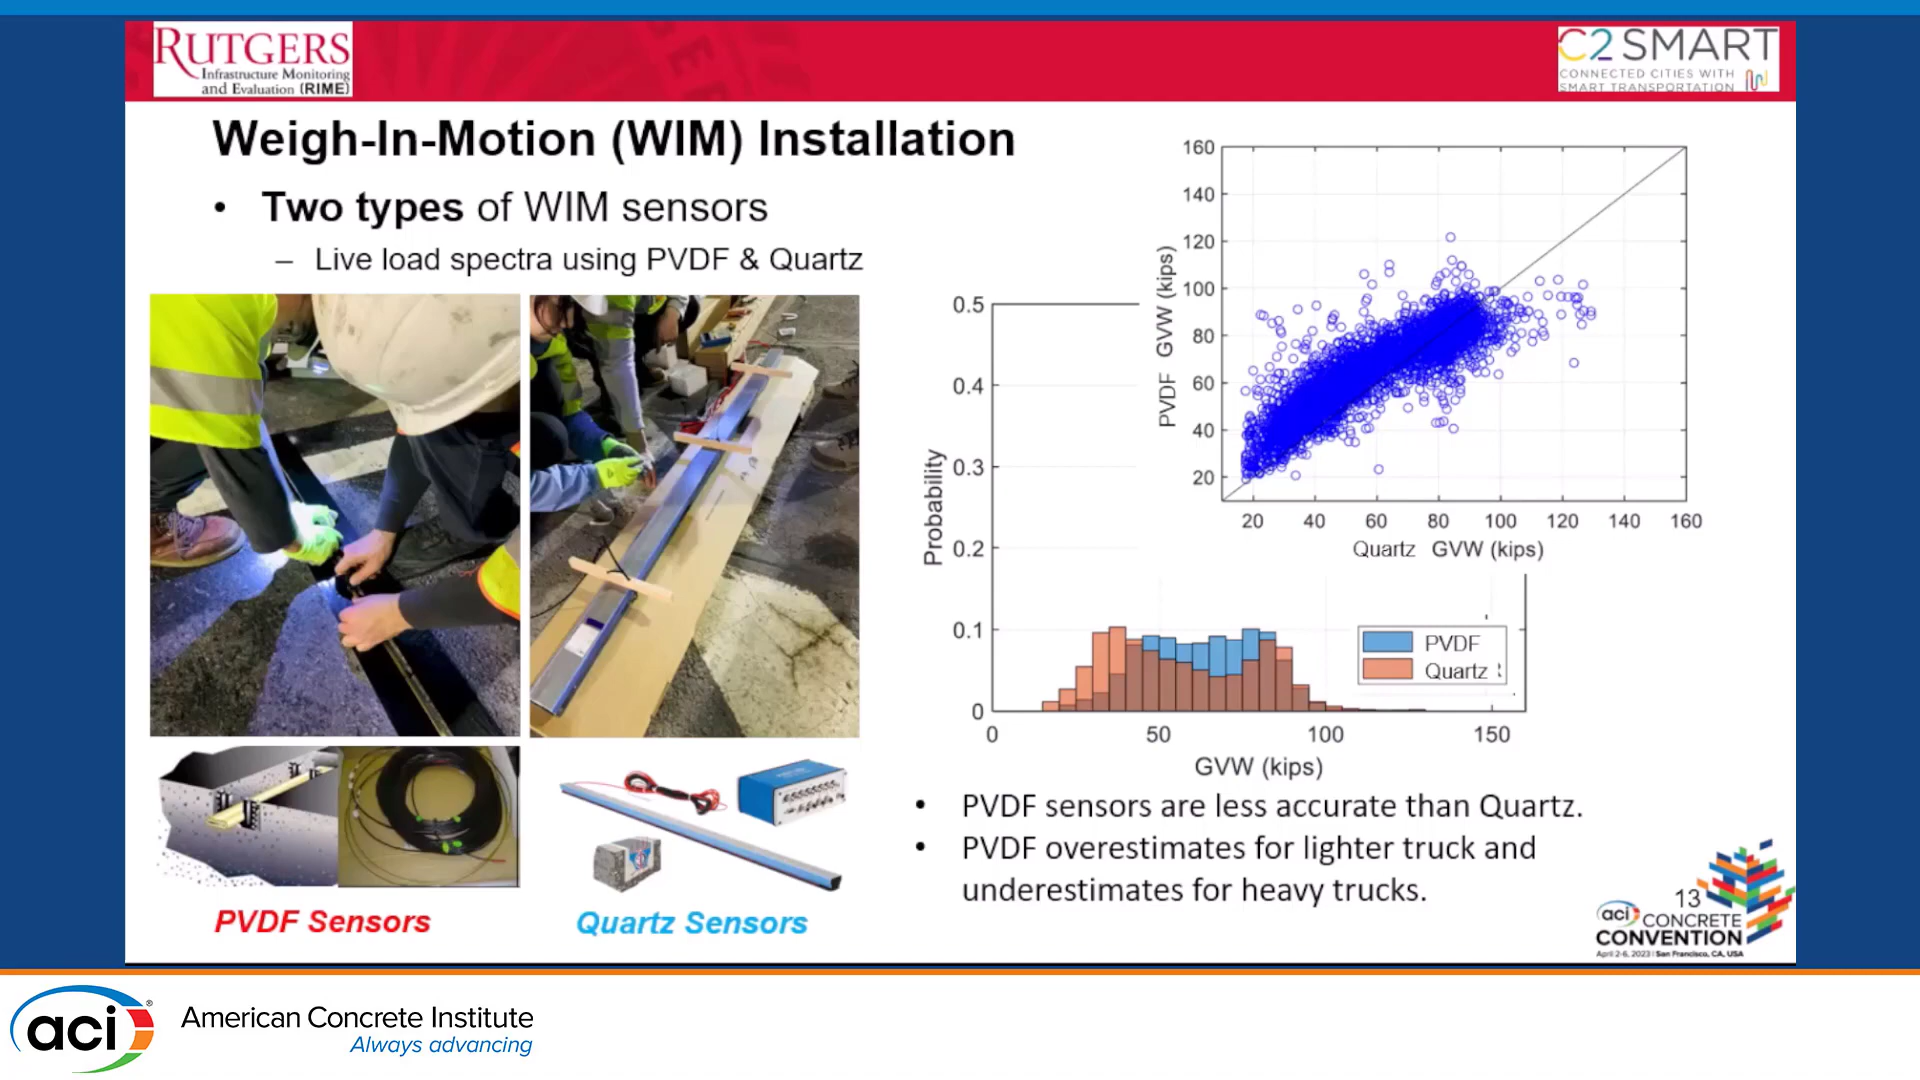 RUTGERS
Infrastructure Monitoring
and Evaluation (RIME)
C2SMART
CONNECTED CITIES WITH
SMART TRANSPORTATION
Weigh-In-Motion (WIM) Installation
• Two types of WIM sensors
– Live load spectra using PVDF & Quartz
160
140
120
100
80
60
40
20
PVDF GVW (kips)
20 40 60 80 100 120 140 160
Quartz GVW (kips)
0.5
0.4
0.3
0.2
0.1
0
Probability
PVDF
Quartz
0 50 100 150
GVW (kips)
PVDF Sensors
Quartz Sensors
• PVDF sensors are less accurate than Quartz.
• PVDF overestimates for lighter truck and
underestimates for heavy trucks.
13
aci CONCRETE
CONVENTION
April 2-6, 2023 | San Francisco, CA, USA
aci®
American Concrete Institute
Always advancing